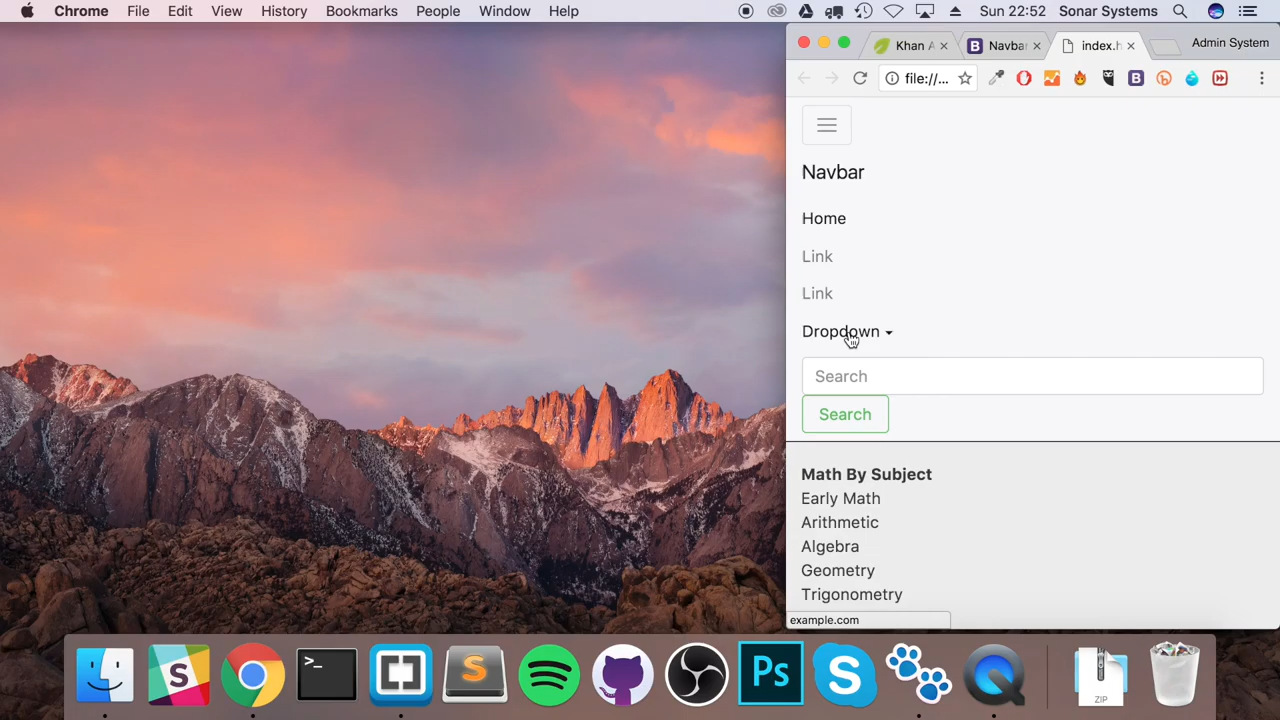 Chrome File Edit View History Bookmarks People Window Help Sun 22:52 Sonar Systems
Khan A Navbar index.h Admin System
file://...
Navbar
Home
Link
Link
Dropdown
Search
Search
Math By Subject
Early Math
Arithmetic
Algebra
Geometry
Trigonometry
example.com
>_ S Ps S ZIP